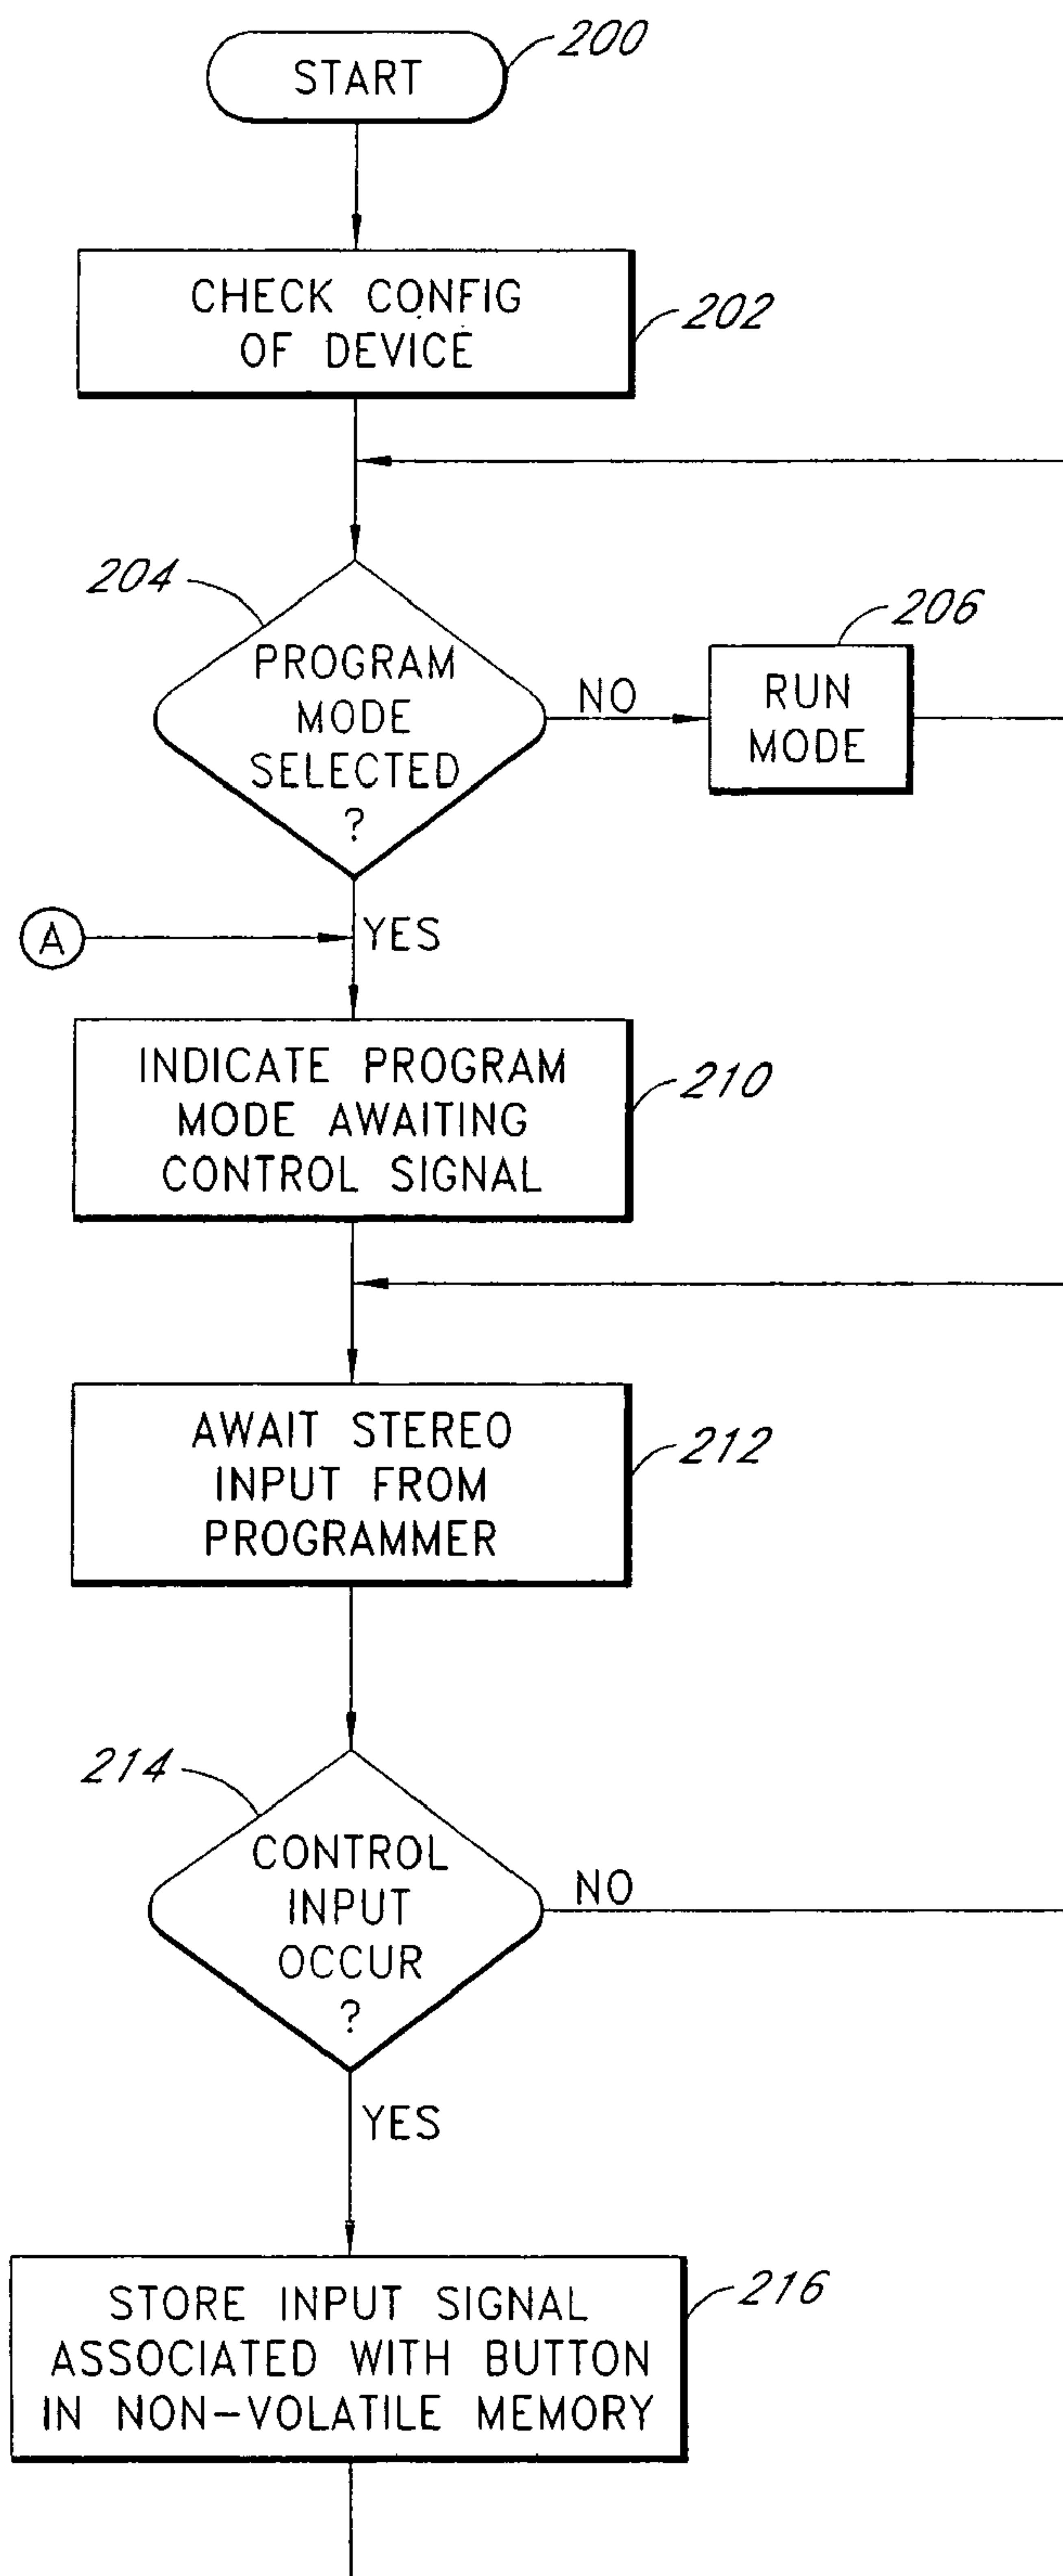 START
200
CHECK CONFIG
OF DEVICE
202
204
PROGRAM
MODE
SELECTED
?
NO
206
RUN
MODE
A
YES
INDICATE PROGRAM
MODE AWAITING
CONTROL SIGNAL
210
AWAIT STEREO
INPUT FROM
PROGRAMMER
212
214
CONTROL
INPUT
OCCUR
?
NO
YES
STORE INPUT SIGNAL
ASSOCIATED WITH BUTTON
IN NON-VOLATILE MEMORY
216